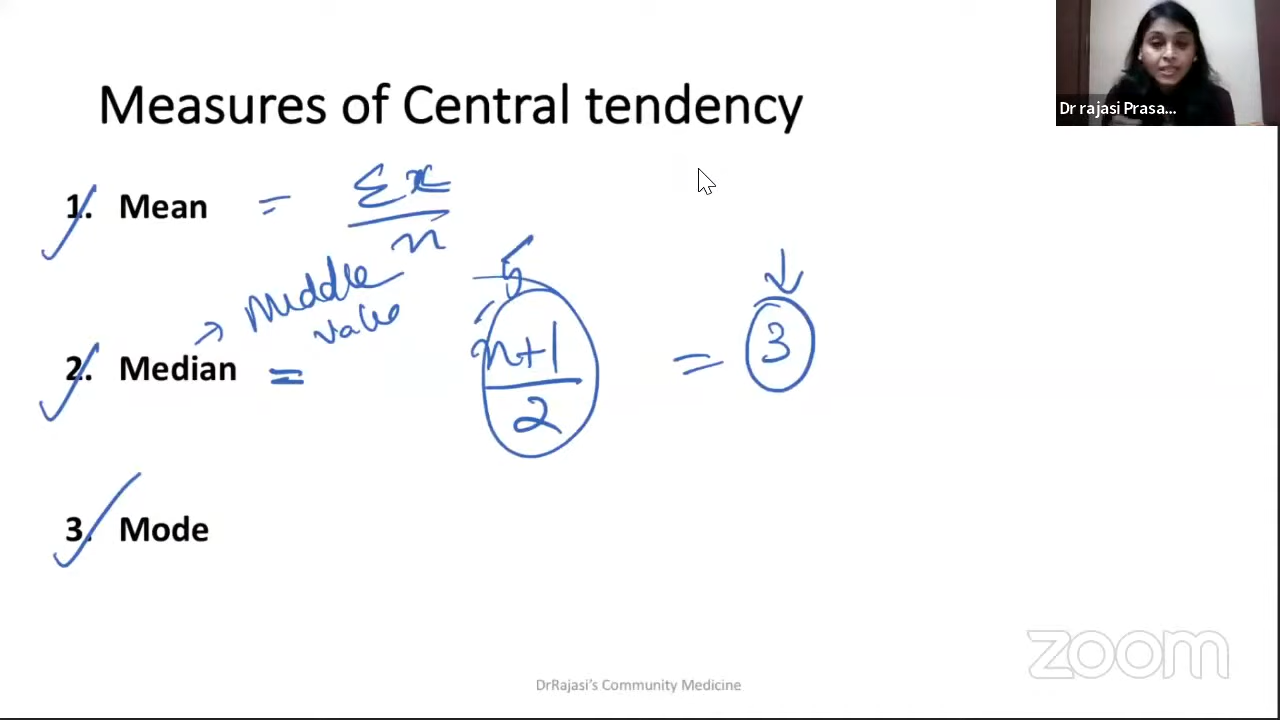 Dr rajasi Prasa...
Measures of Central tendency
1. Mean = Σx
n
Middle
value
5
2. Median = n+1
2
= 3
3. Mode
zoom
DrRajasi's Community Medicine